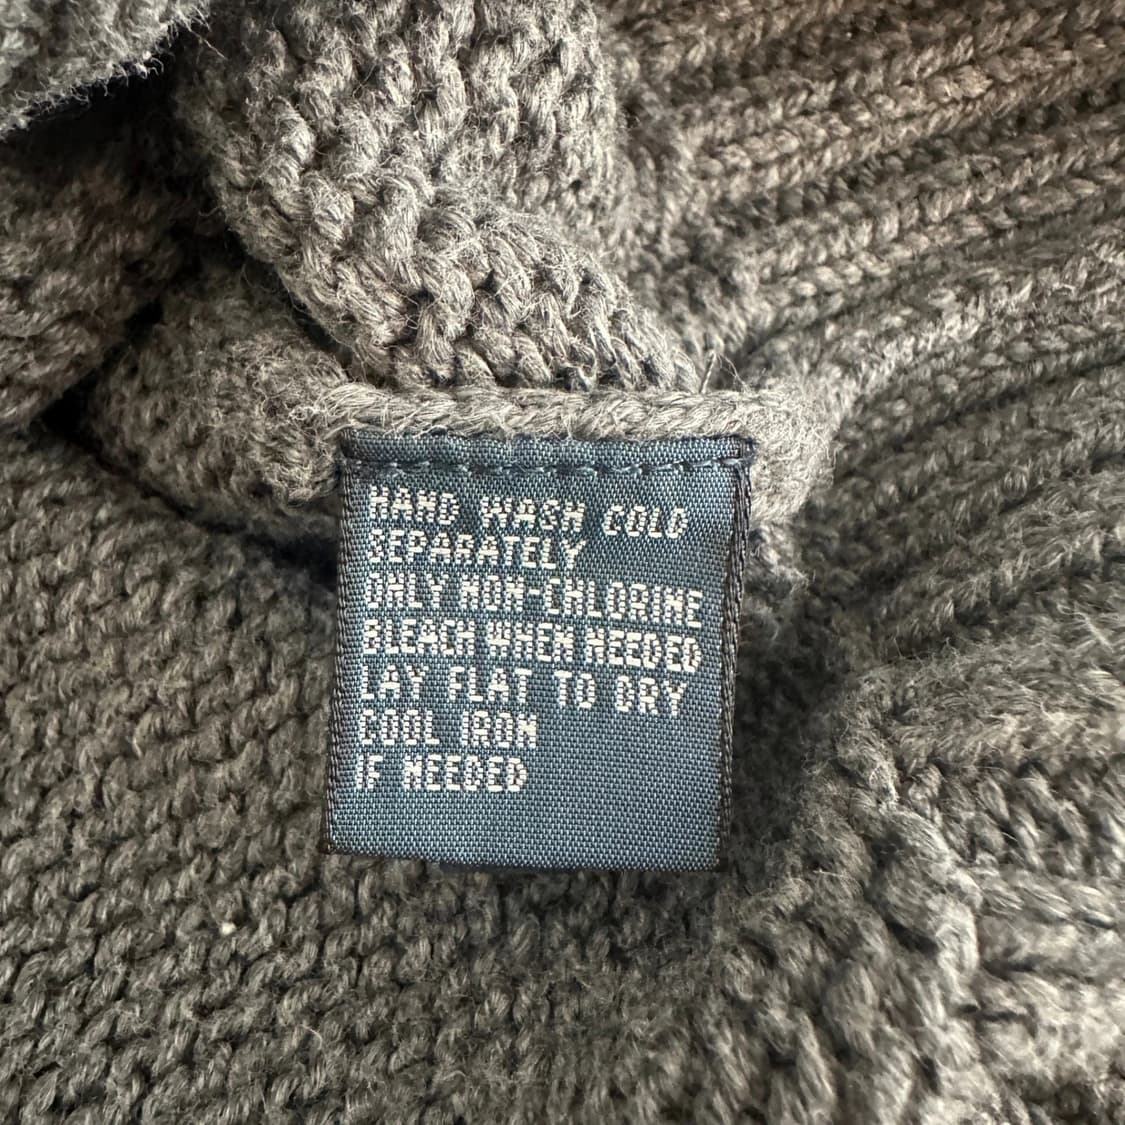 HAND WASH COLD
SEPARATELY
ONLY NON-CHLORINE
BLEACH WHEN NEEDED
LAY FLAT TO DRY
COOL IRON
IF NEEDED